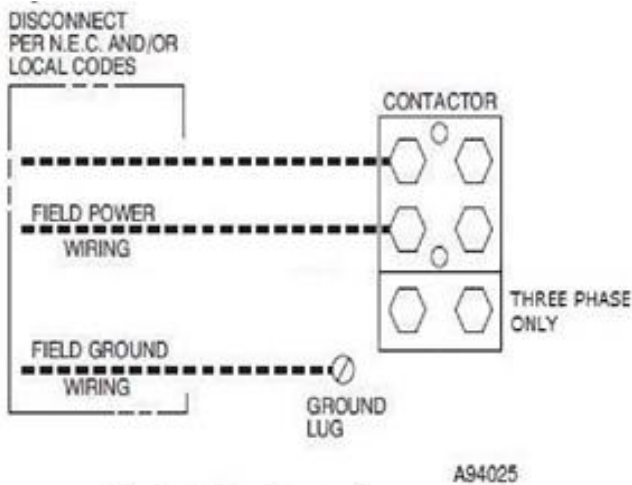 DISCONNECT
PER N.E.C. AND/OR
LOCAL CODES
CONTACTOR
FIELD POWER
WIRING
THREE PHASE
ONLY
FIELD GROUND
WIRING
GROUND
LUG
A94025